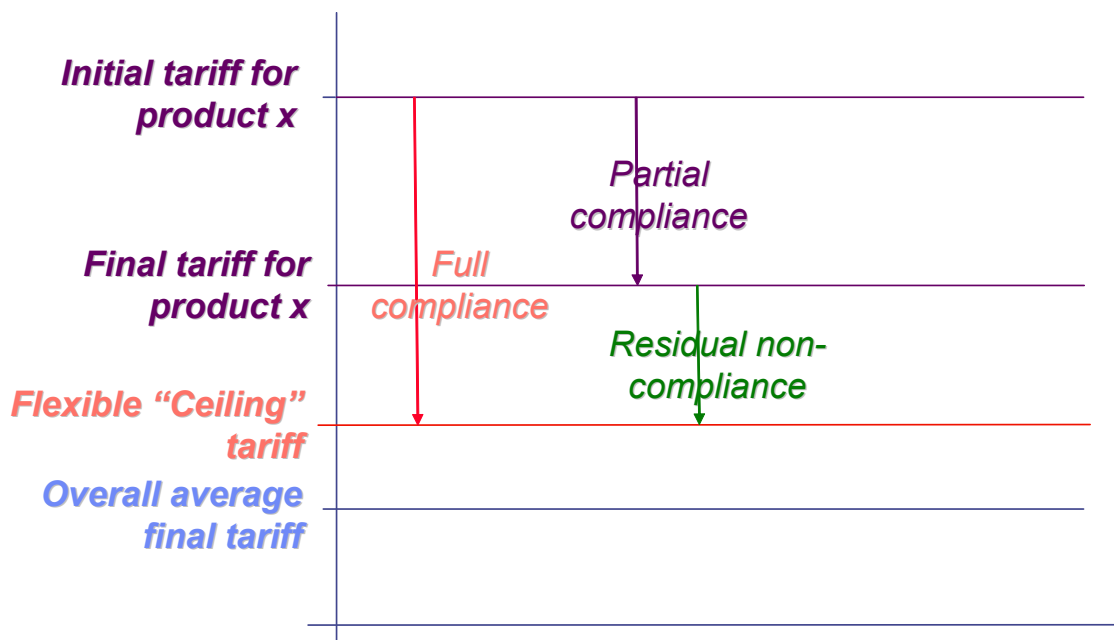 Initial tariff for
product x
Partial
compliance
Final tariff for
product x
Full
compliance
Residual non-
compliance
Flexible “Ceiling”
tariff
Overall average
final tariff